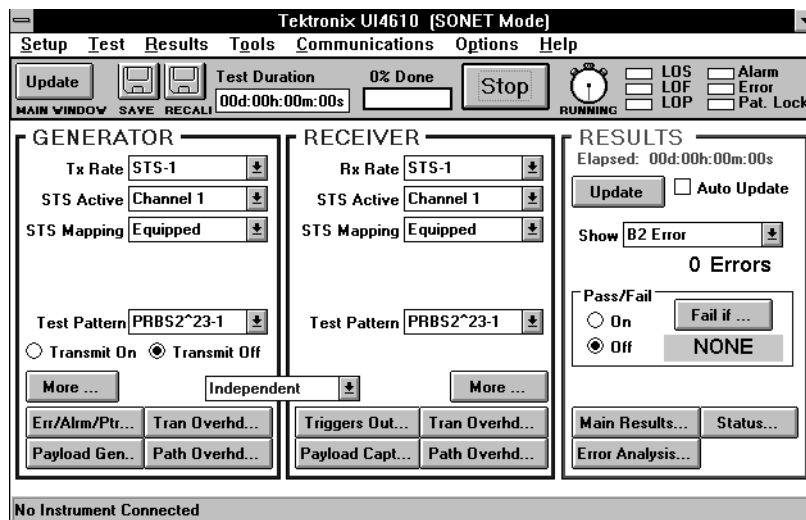 Tektronix UI4610 (SONET Mode)
Setup Test Results Tools Communications Options Help
Update
MAIN WINDOW
SAVE
RECALL
Test Duration
00d:00h:00m:00s
0% Done
Stop
RUNNING
LOS
LOF
LOP
Alarm
Error
Pat. Lock
GENERATOR
Tx Rate STS-1
STS Active Channel 1
STS Mapping Equipped
Test Pattern PRBS2^23-1
Transmit On Transmit Off
More ...
Independent
Err/Alrm/Ptr... Tran Overhd...
Payload Gen.. Path Overhd...
RECEIVER
Rx Rate STS-1
STS Active Channel 1
STS Mapping Equipped
Test Pattern PRBS2^23-1
More ...
Triggers Out... Tran Overhd...
Payload Capt... Path Overhd...
RESULTS
Elapsed: 00d:00h:00m:00s
Update Auto Update
Show B2 Error
0 Errors
Pass/Fail
On
Off
Fail if ...
NONE
Main Results... Status...
Error Analysis...
No Instrument Connected